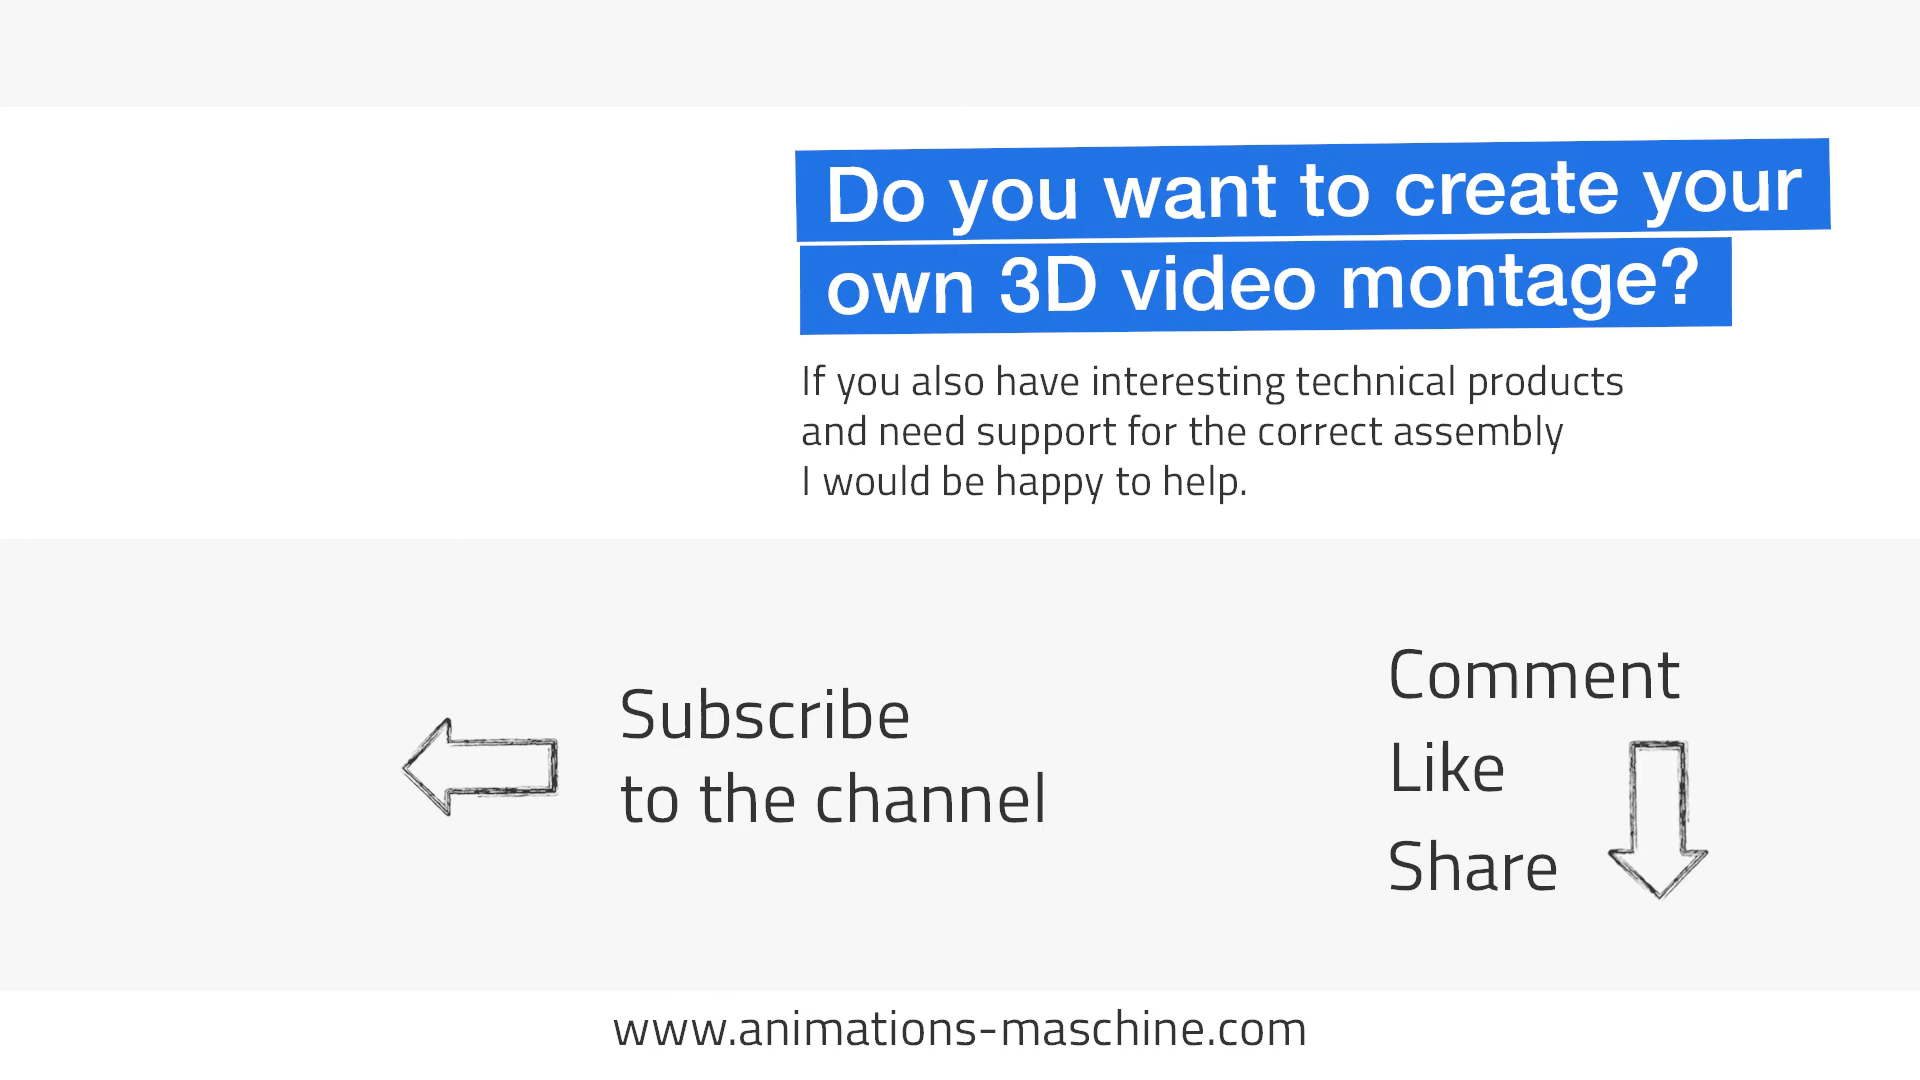 Do you want to create your
own 3D video montage?
If you also have interesting technical products
and need support for the correct assembly
I would be happy to help.
Subscribe
to the channel
Comment
Like
Share
www.animations-maschine.com